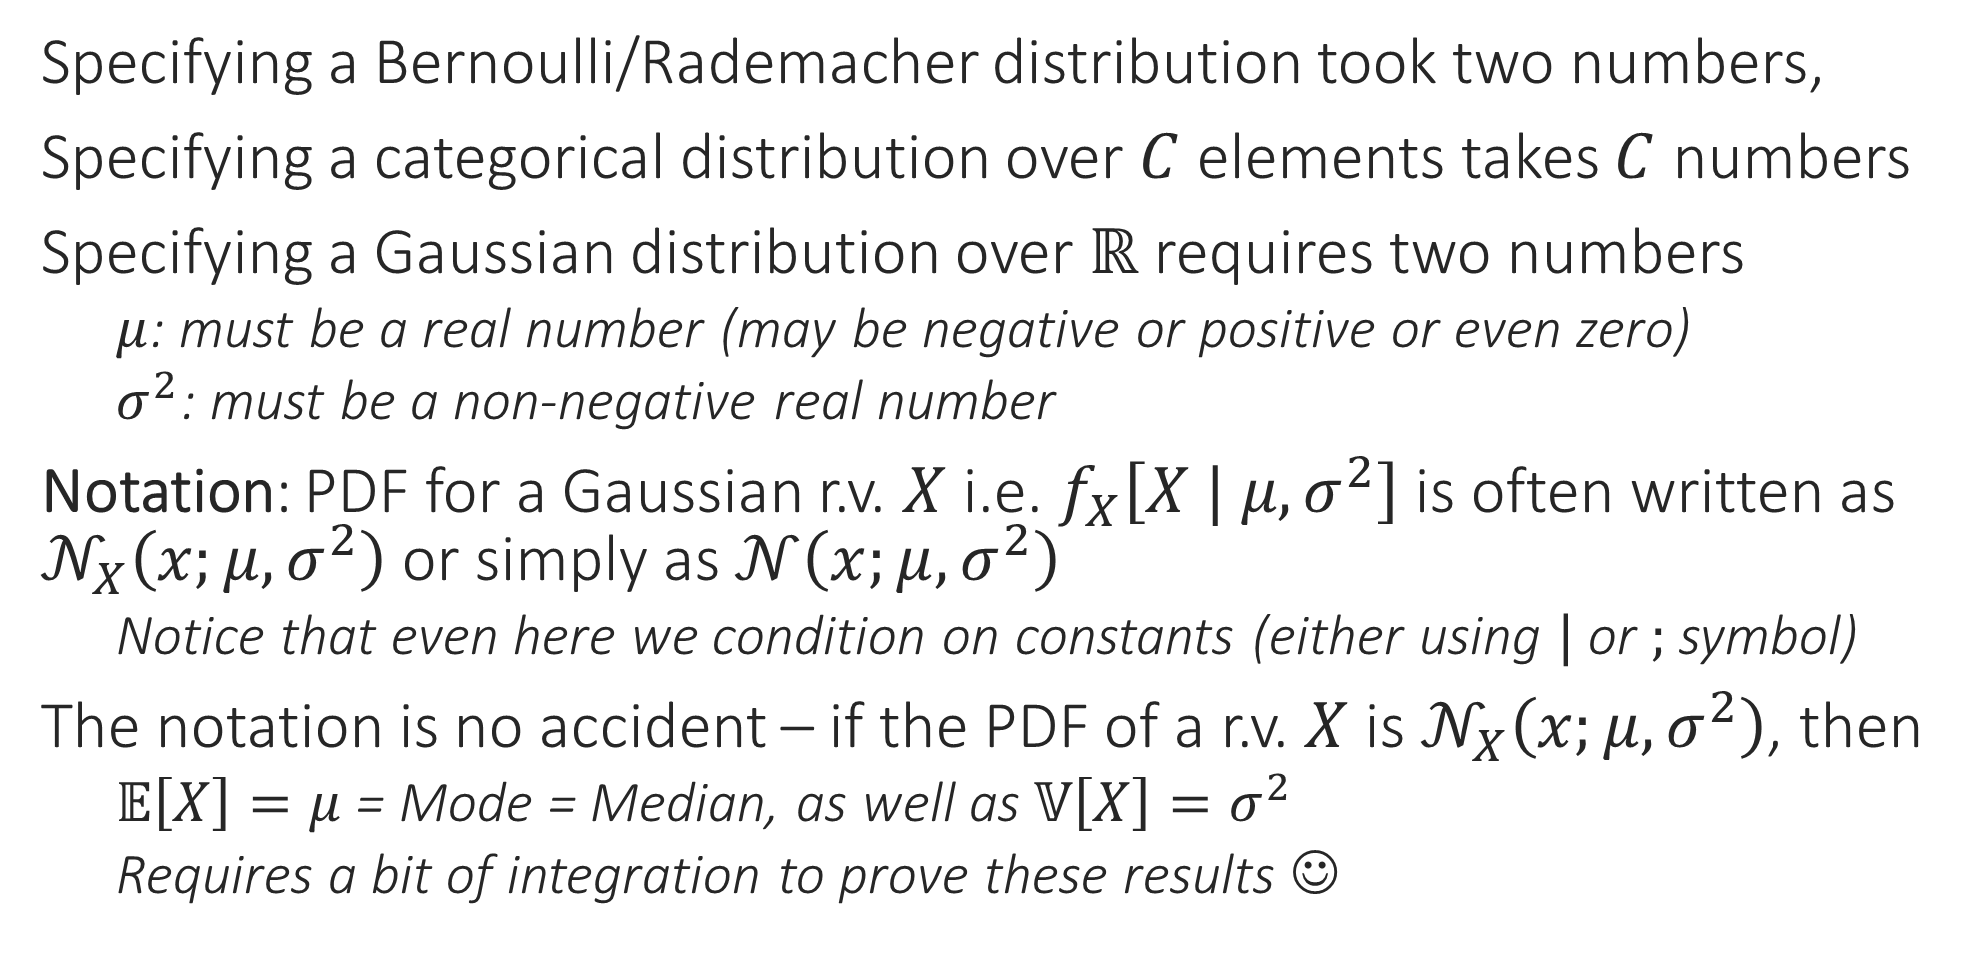 Specifying a Bernoulli/Rademacher distribution took two numbers,
Specifying a categorical distribution over 𝐶 elements takes 𝐶 numbers
Specifying a Gaussian distribution over ℝ requires two numbers
𝜇: must be a real number (may be negative or positive or even zero)
𝜎²: must be a non-negative real number
Notation: PDF for a Gaussian r.v. 𝑋 i.e. 𝑓_𝑋[𝑋 | 𝜇, 𝜎²] is often written as
𝒩_𝑋(𝑥; 𝜇, 𝜎²) or simply as 𝒩(𝑥; 𝜇, 𝜎²)
Notice that even here we condition on constants (either using | or ; symbol)
The notation is no accident – if the PDF of a r.v. 𝑋 is 𝒩_𝑋(𝑥; 𝜇, 𝜎²), then
𝔼[𝑋] = 𝜇 = Mode = Median, as well as 𝕍[𝑋] = 𝜎²
Requires a bit of integration to prove these results ☺